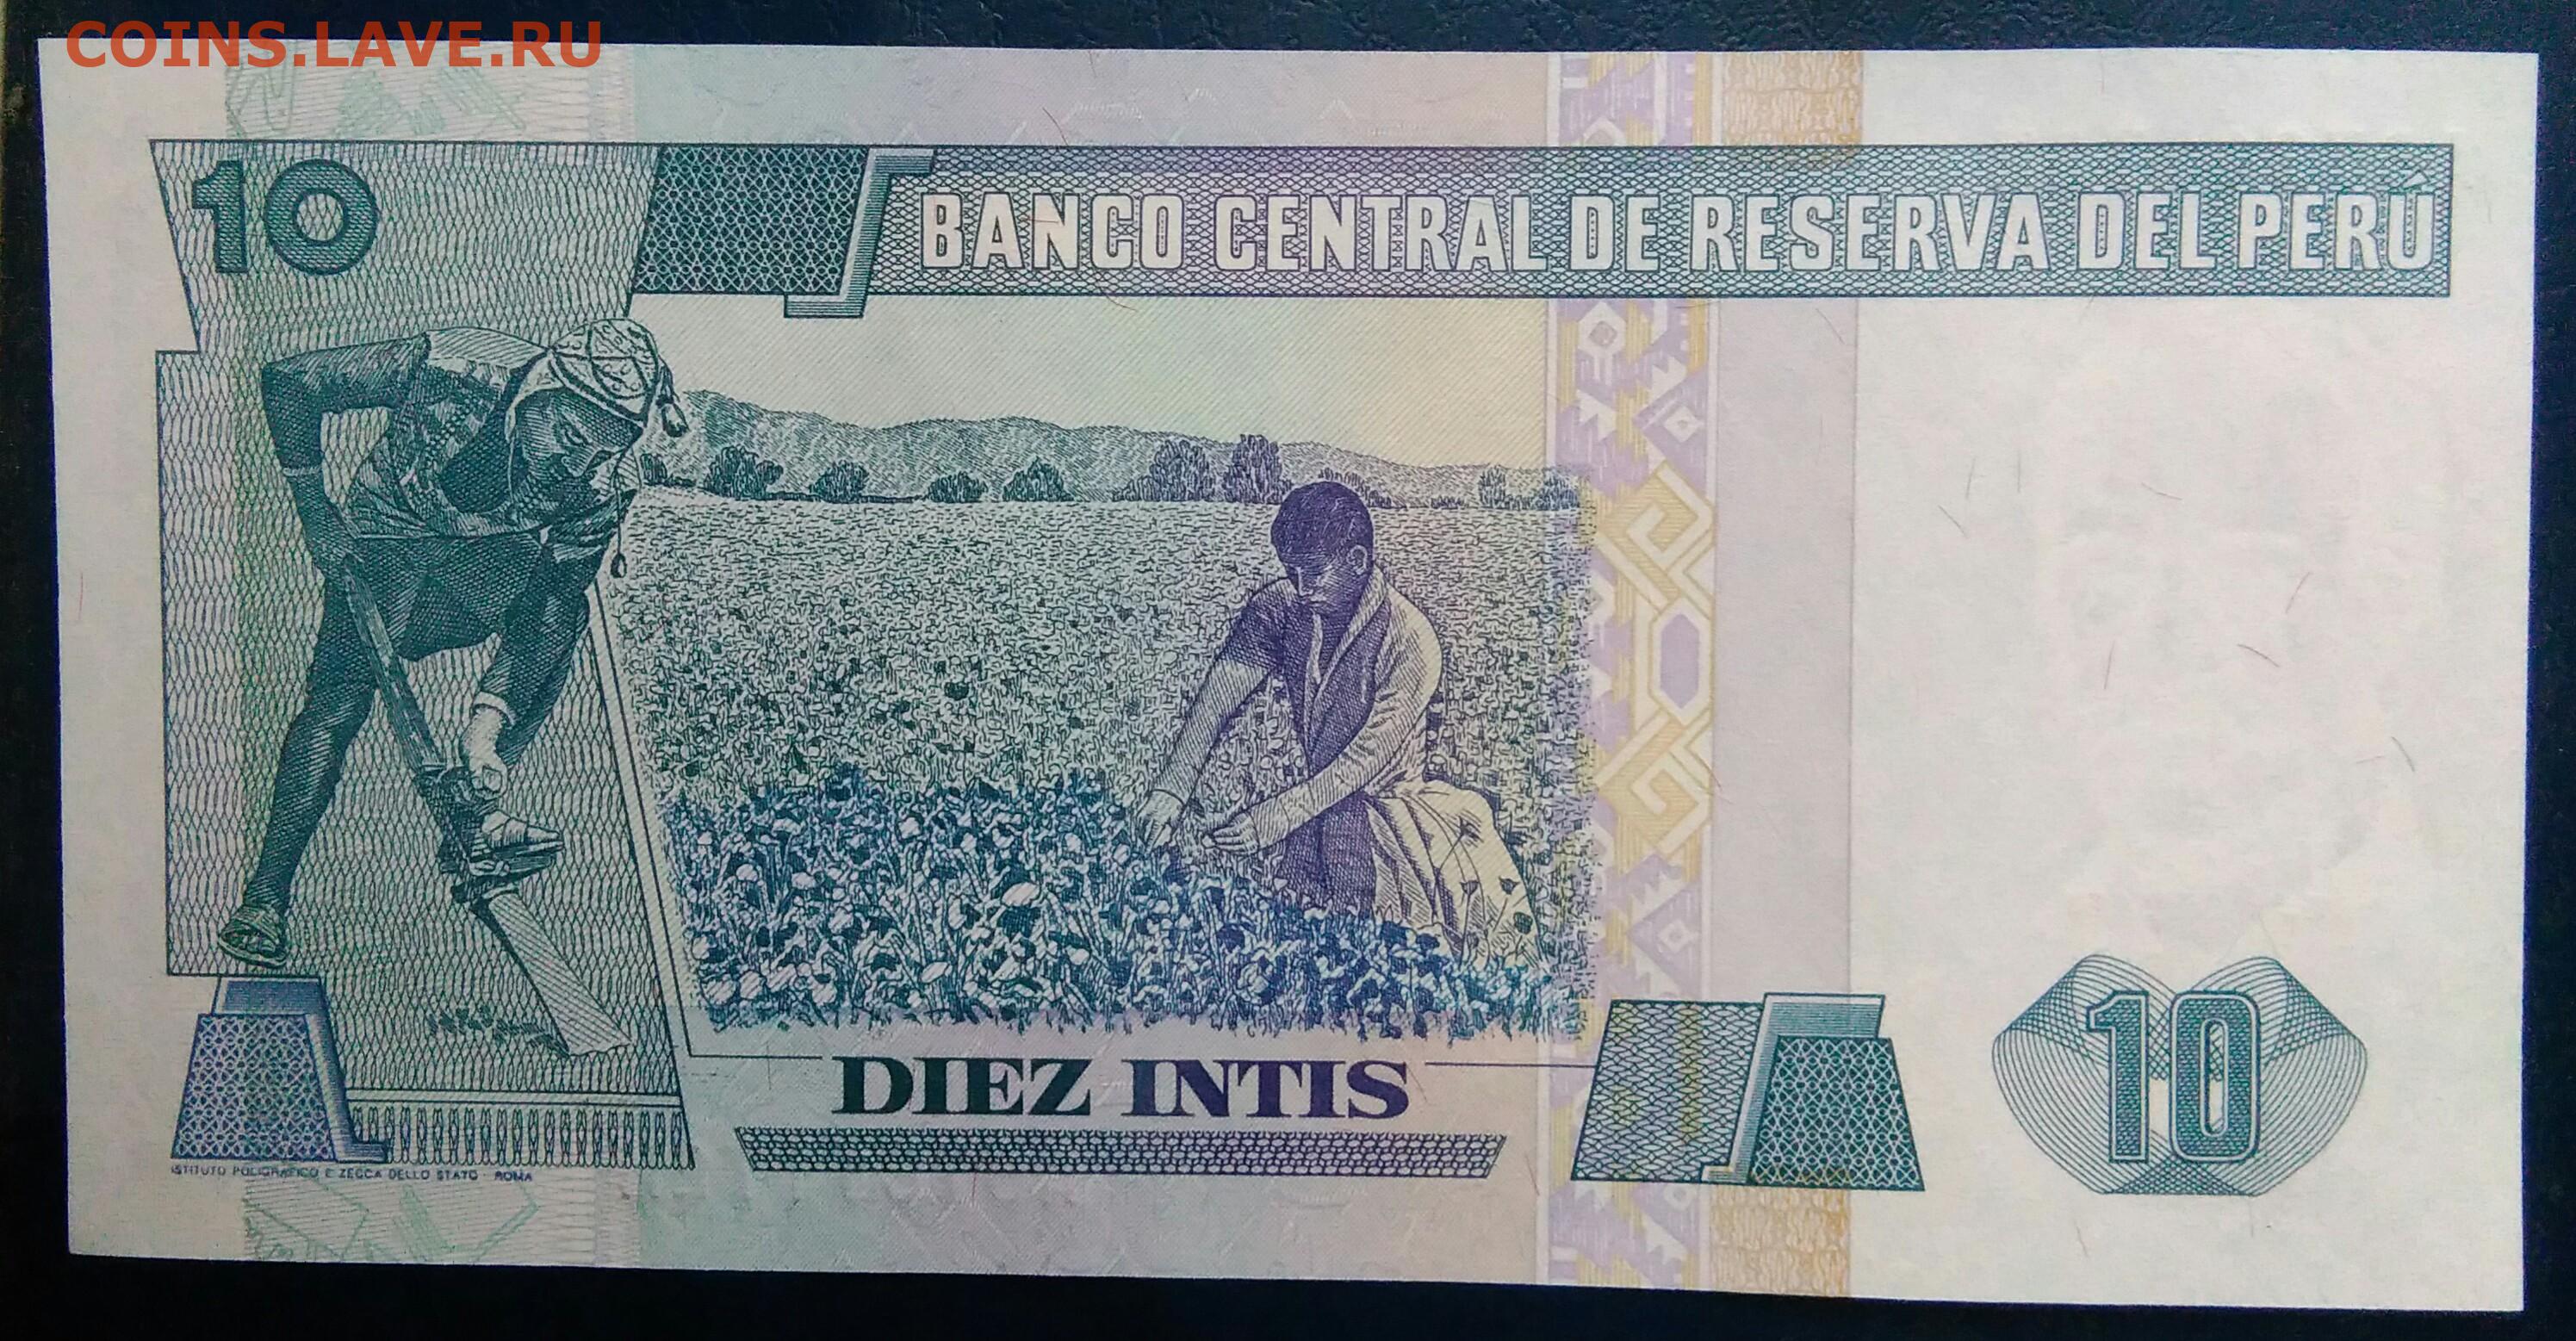 COINS.LAVE.RU
10
BANCO CENTRAL DE RESERVA DEL PERÚ
DIEZ INTIS
10
ISTITUTO POLIGRAFICO E ZECCA DELLO STATO - ROMA